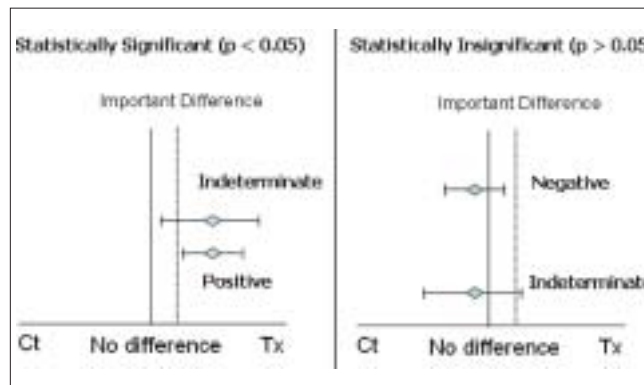 Statistically Significant (p < 0.05)
Important Difference
Indeterminate
Positive
Ct No difference Tx
Statistically Insignificant (p > 0.05
Important Difference
Negative
Indeterminate
Ct No difference Tx